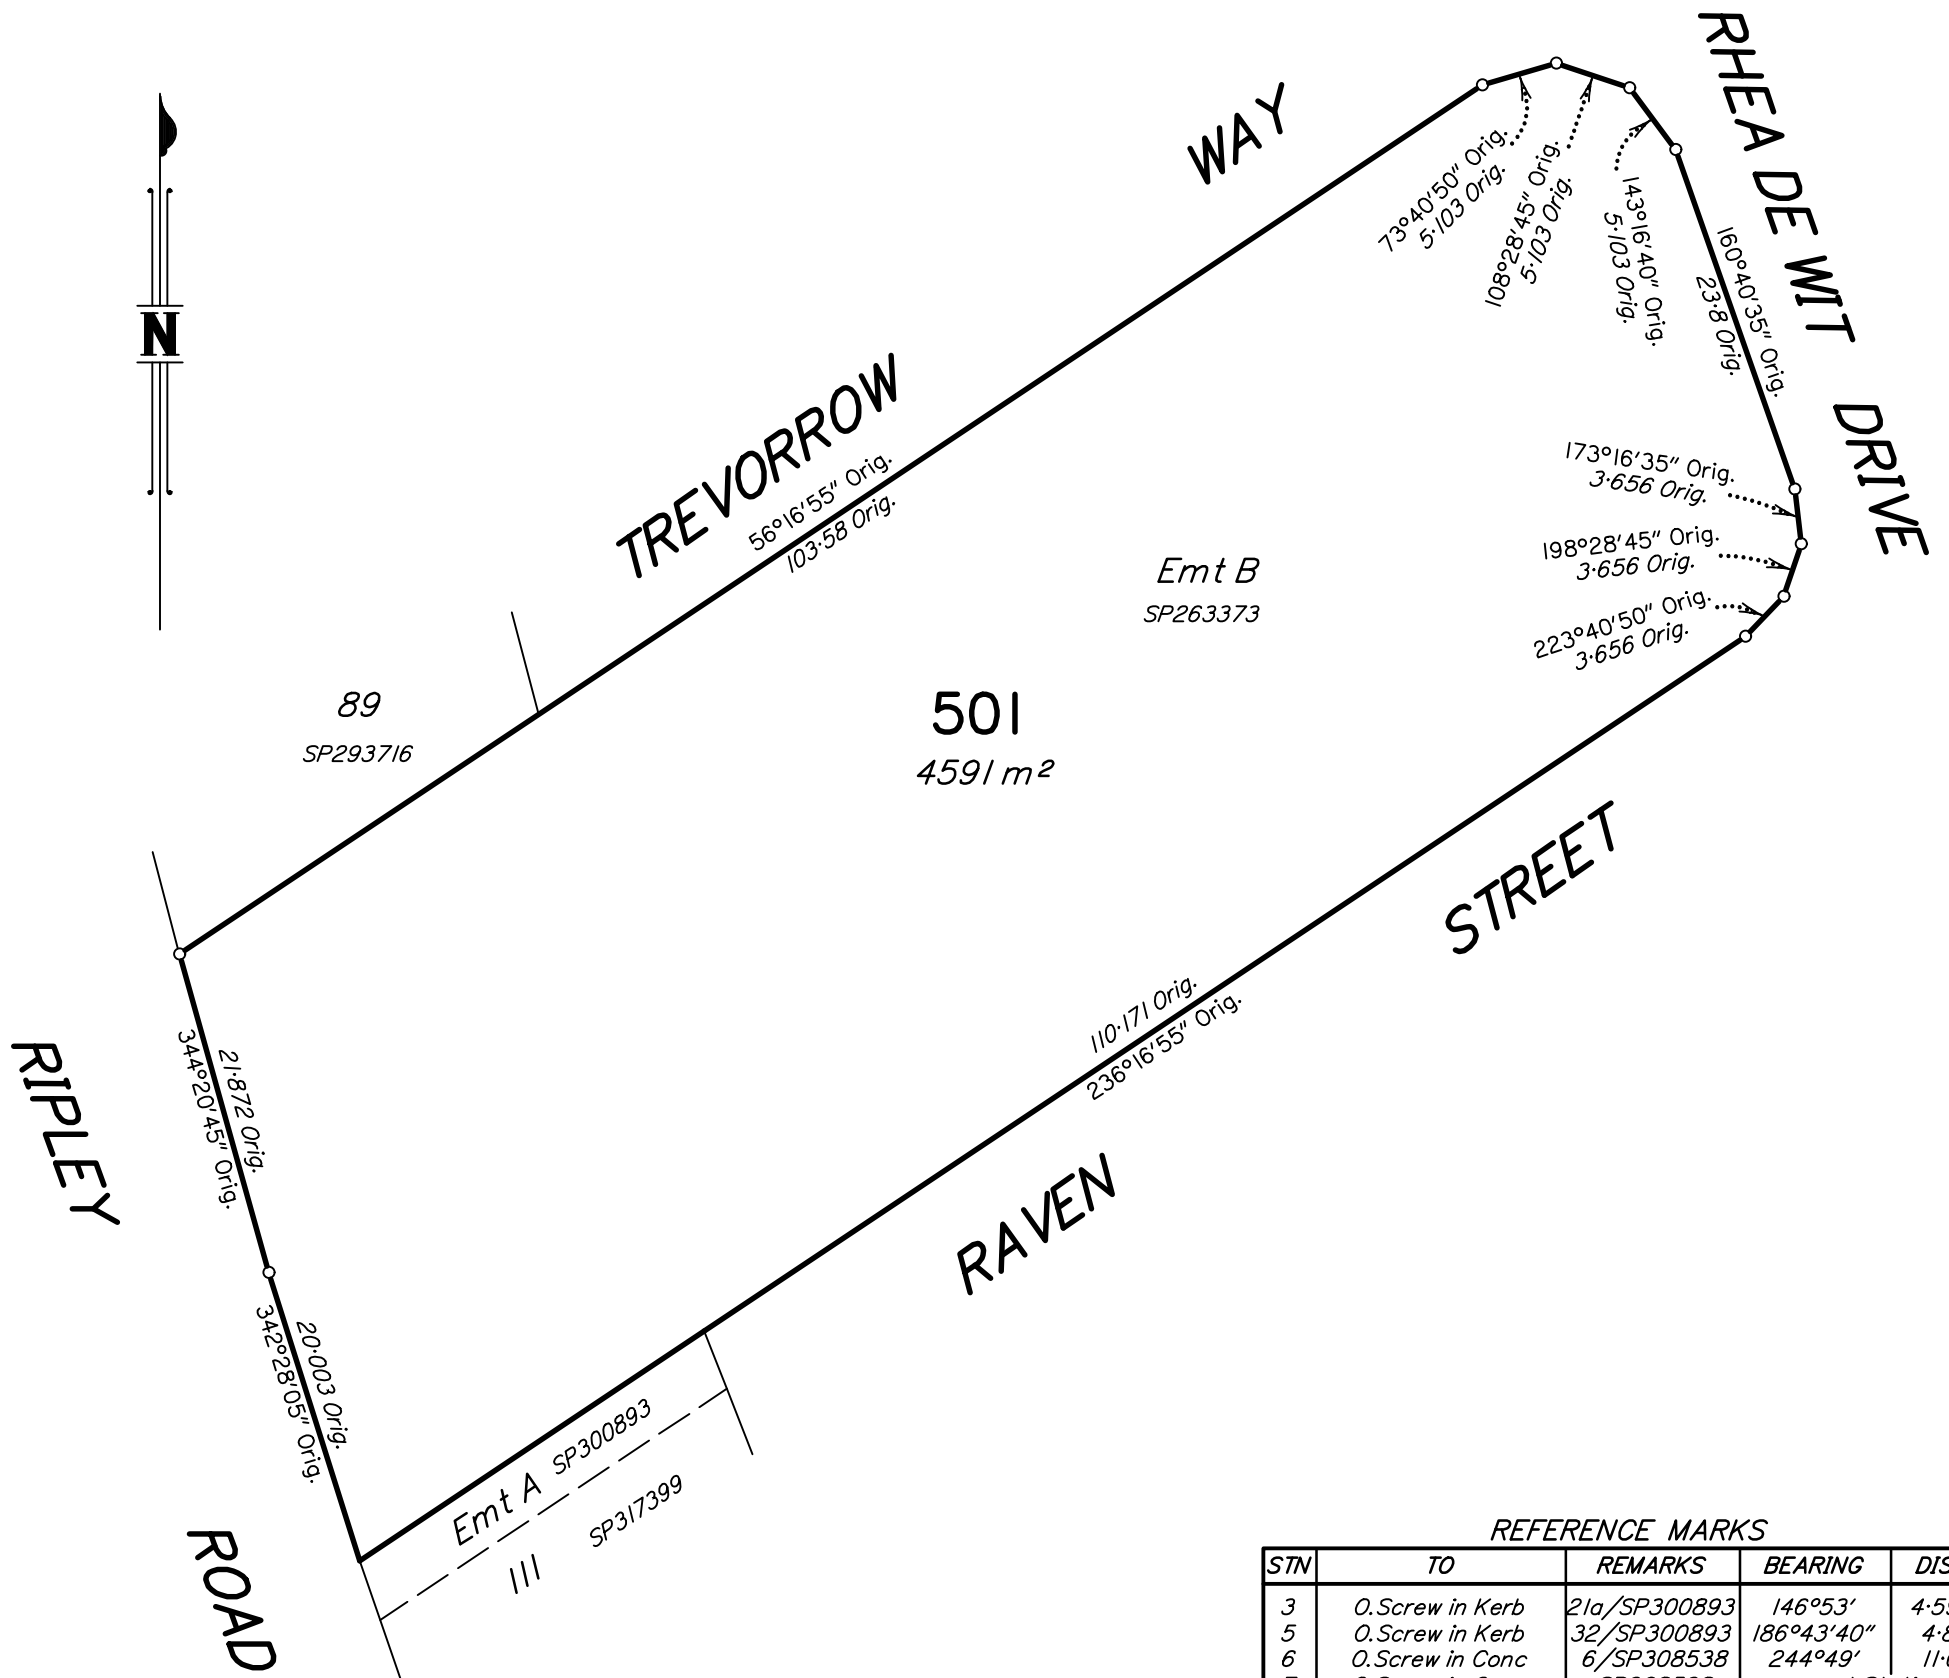 RHEA DE WIT DRIVE
TREVORROW WAY
N
73°40'50" Orig.
5·103 Orig.
108°28'45" Orig.
5·103 Orig.
143°16'40" Orig.
5·103 Orig.
160°40'35" Orig.
23·8 Orig.
56°16'55" Orig.
103·58 Orig.
173°16'35" Orig.
3·656 Orig.
198°28'45" Orig.
3·656 Orig.
223°40'50" Orig.
3·656 Orig.
Emt B
SP263373
89
SP293716
501
4591 m²
RAVEN STREET
110·171 Orig.
236°16'55" Orig.
RIPLEY ROAD
21·872 Orig.
344°20'45" Orig.
20·003 Orig.
342°28'05" Orig.
Emt A SP300893
111 SP317399
REFERENCE MARKS
STN TO REMARKS BEARING DIS
3 O.Screw in Kerb 21a/SP300893 146°53'
5 O.Screw in Kerb 32/SP300893 186°43'40"
6 O.Screw in Conc 6/SP308538 244°49'